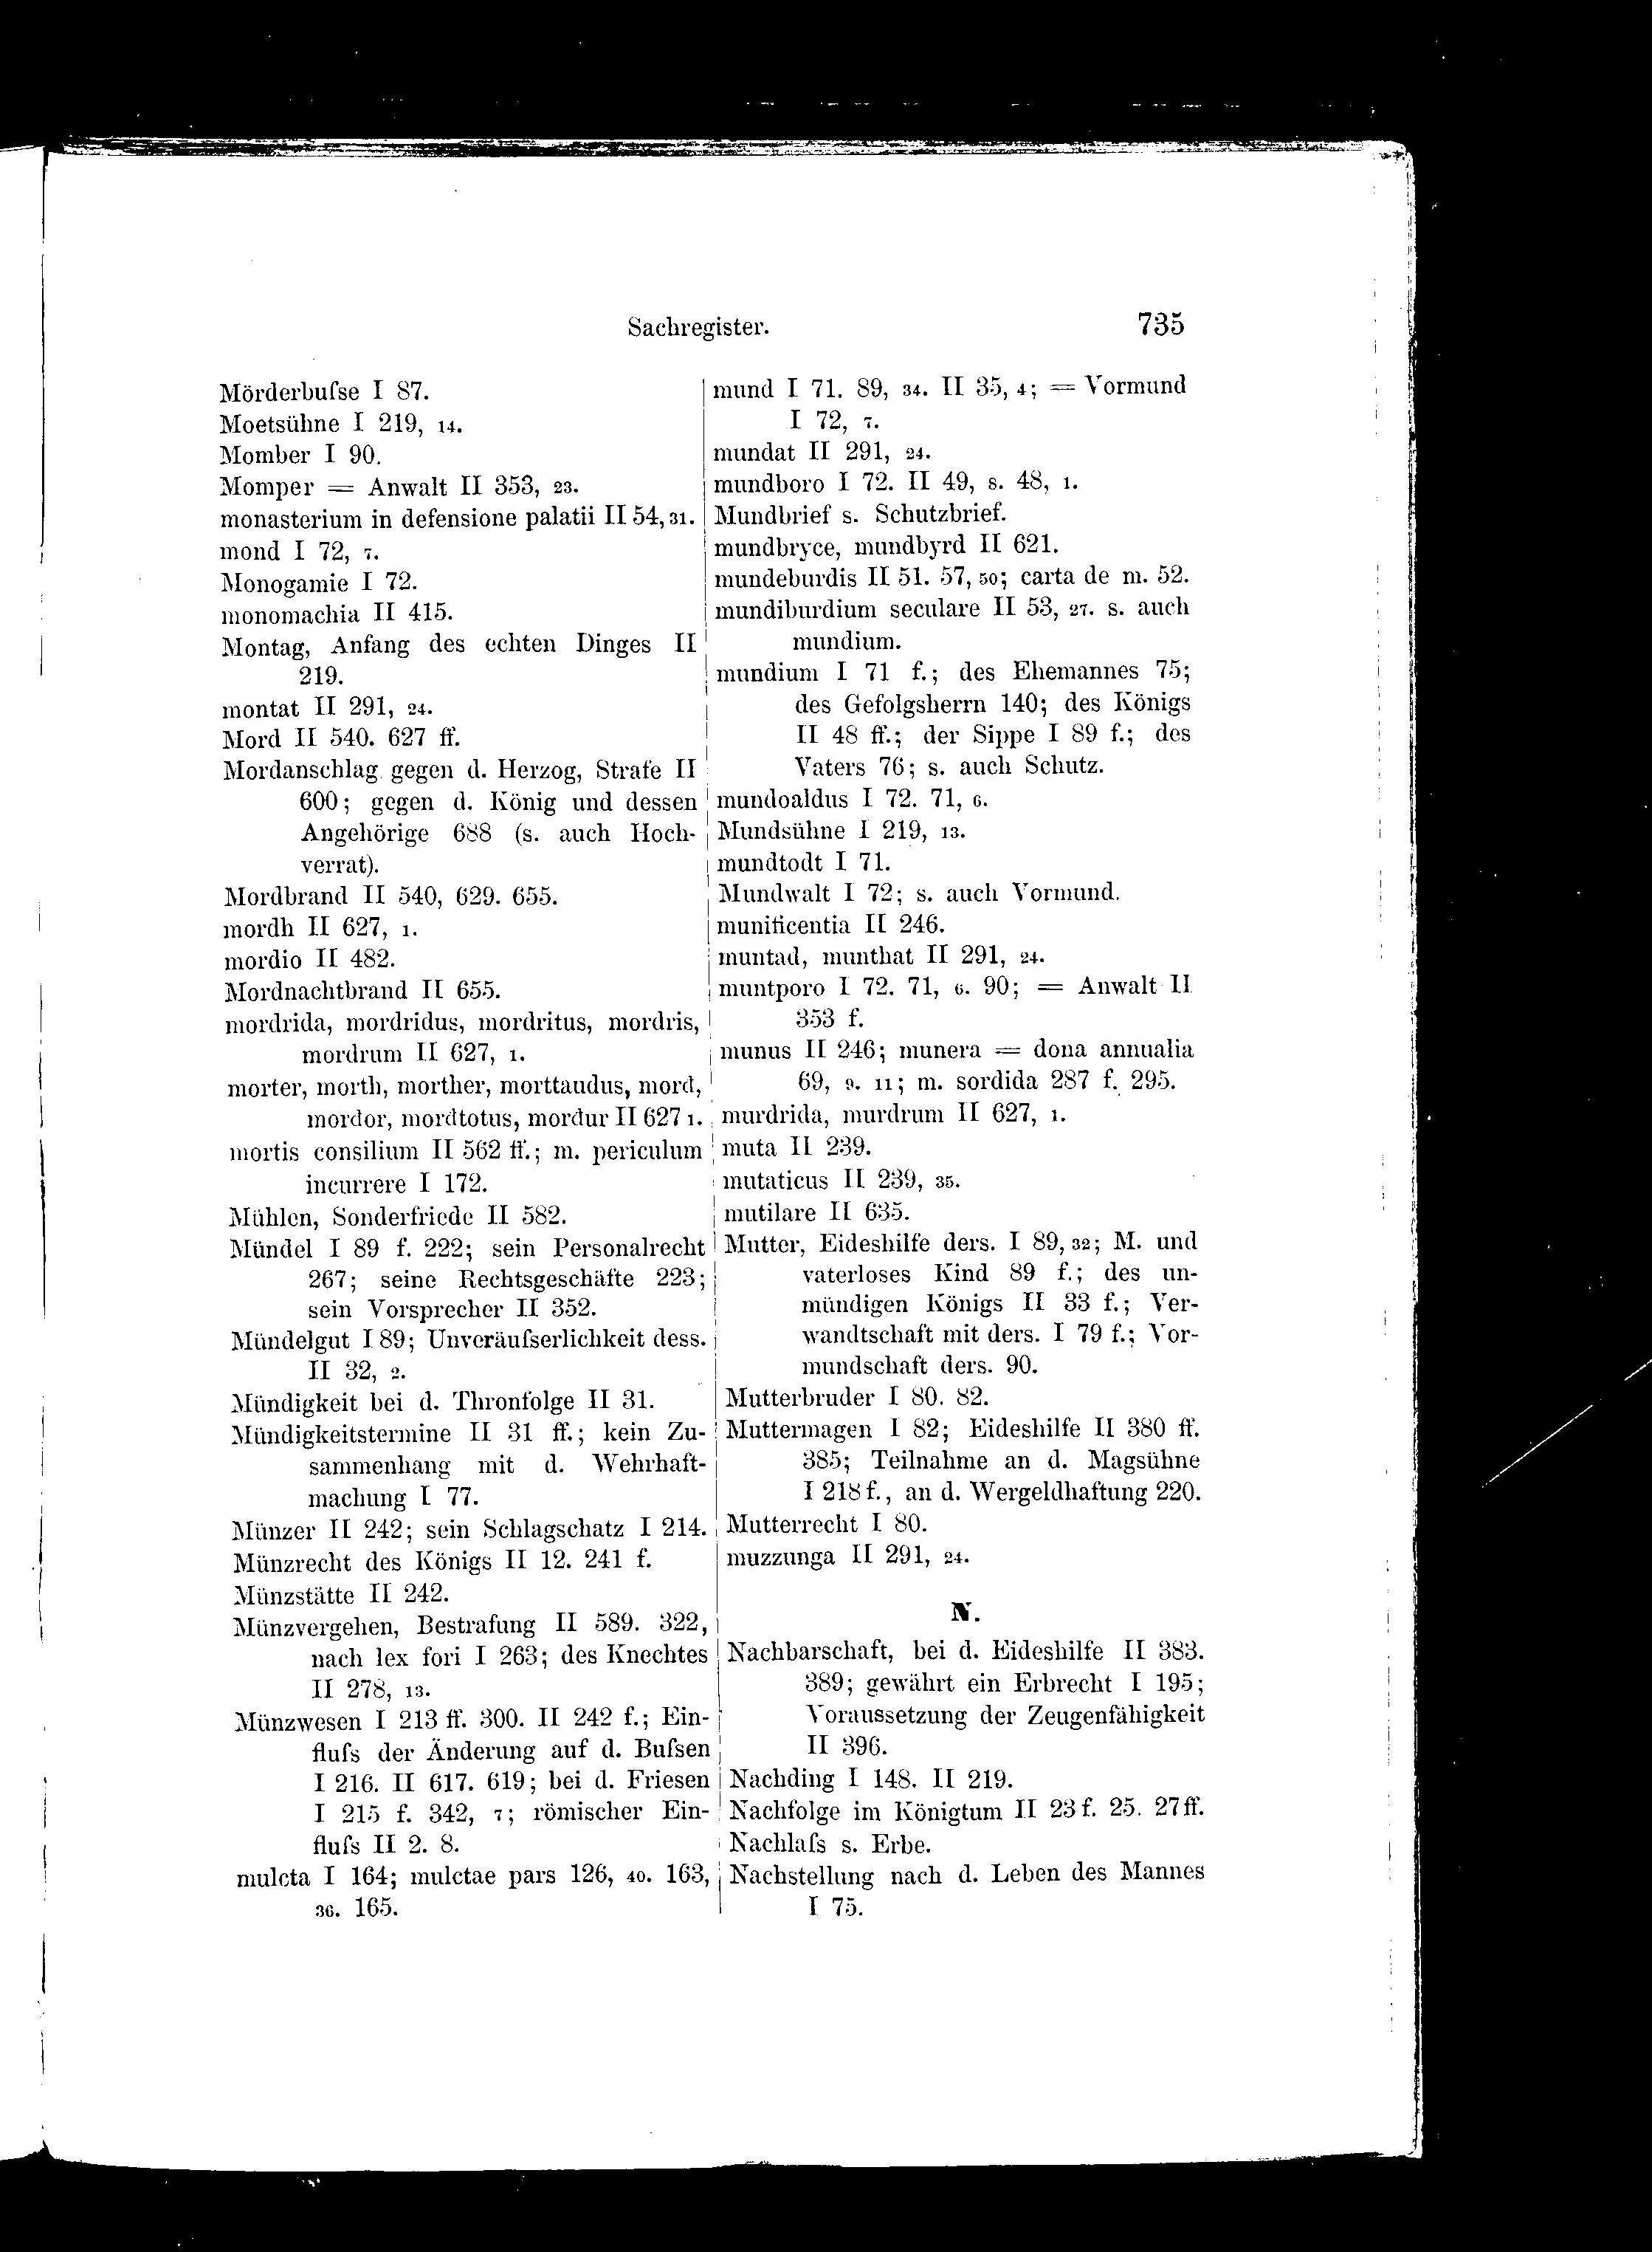 Sachregister. 735
Mörderbuſse I 87.
Moetsühne I 219, 14.
Momber I 90.
Momper = Anwalt II 353, 23.
monasterium in defensione palatii II 54, 31.
mond I 72, 7.
Monogamie I 72.
monomachia II 415.
Montag, Anfang des echten Dinges II
219.
montat II 291, 24.
Mord II 540. 627 ff.
Mordanschlag gegen d. Herzog, Strafe II
600; gegen d. König und dessen
Angehörige 688 (s. auch Hoch-
verrat).
Mordbrand II 540, 629. 655.
mordh II 627, 1.
mordio II 482.
Mordnachtbrand II 655.
mordrida, mordridus, mordritus, mordris,
mordrum II 627, 1.
morter, morth, morther, morttaudus, mord,
mordor, mordtotus, mordur II 627 1.
mortis consilium II 562 ff.; m. periculum
incurrere I 172.
Mühlen, Sonderfriede II 582.
Mündel I 89 f. 222; sein Personalrecht
267; seine Rechtsgeschäfte 223;
sein Vorsprecher II 352.
Mündelgut I 89; Unveräuſserlichkeit dess.
II 32, 2.
Mündigkeit bei d. Thronfolge II 31.
Mündigkeitstermine II 31 ff.; kein Zu-
sammenhang mit d. Wehrhaft-
machung I 77.
Münzer II 242; sein Schlagschatz I 214.
Münzrecht des Königs II 12. 241 f.
Münzstätte II 242.
Münzvergehen, Bestrafung II 589. 322,
nach lex fori I 263; des Knechtes
II 278, 13.
Münzwesen I 213 ff. 300. II 242 f.; Ein-
fluſs der Änderung auf d. Buſsen
I 216. II 617. 619; bei d. Friesen
I 215 f. 342, 7; römischer Ein-
fluſs II 2. 8.
mulcta I 164; mulctae pars 126, 40. 163,
36. 165.
mund I 71. 89, 34. II 35, 4; = Vormund
I 72, 7.
mundat II 291, 24.
mundboro I 72. II 49, s. 48, 1.
Mundbrief s. Schutzbrief.
mundbryce, mundbyrd II 621.
mundeburdis II 51. 57, 50; carta de m. 52.
mundiburdium seculare II 53, 27. s. auch
mundium.
mundium I 71 f.; des Ehemannes 75;
des Gefolgsherrn 140; des Königs
II 48 ff.; der Sippe I 89 f.; des
Vaters 76; s. auch Schutz.
mundoaldus I 72. 71, 6.
Mundsühne I 219, 13.
mundtodt I 71.
Mundwalt I 72; s. auch Vormund.
munificentia II 246.
muntad, munthat II 291, 24.
muntporo I 72. 71, 6. 90; = Anwalt II
353 f.
munus II 246; munera = dona annualia
69, 9. 11; m. sordida 287 f. 295.
murdrida, murdrum II 627, 1.
muta II 239.
mutaticus II 239, 35.
mutilare II 635.
Mutter, Eideshilfe ders. I 89, 32; M. und
vaterloses Kind 89 f.; des un-
mündigen Königs II 33 f.; Ver-
wandtschaft mit ders. I 79 f.; Vor-
mundschaft ders. 90.
Mutterbruder I 80. 82.
Muttermagen I 82; Eideshilfe II 380 ff.
385; Teilnahme an d. Magsühne
I 218 f., an d. Wergeldhaftung 220.
Mutterrecht I 80.
muzzunga II 291, 24.
N.
Nachbarschaft, bei d. Eideshilfe II 383.
389; gewährt ein Erbrecht I 195;
Voraussetzung der Zeugenfähigkeit
II 396.
Nachding I 148. II 219.
Nachfolge im Königtum II 23 f. 25. 27 ff.
Nachlaſs s. Erbe.
Nachstellung nach d. Leben des Mannes
I 75.